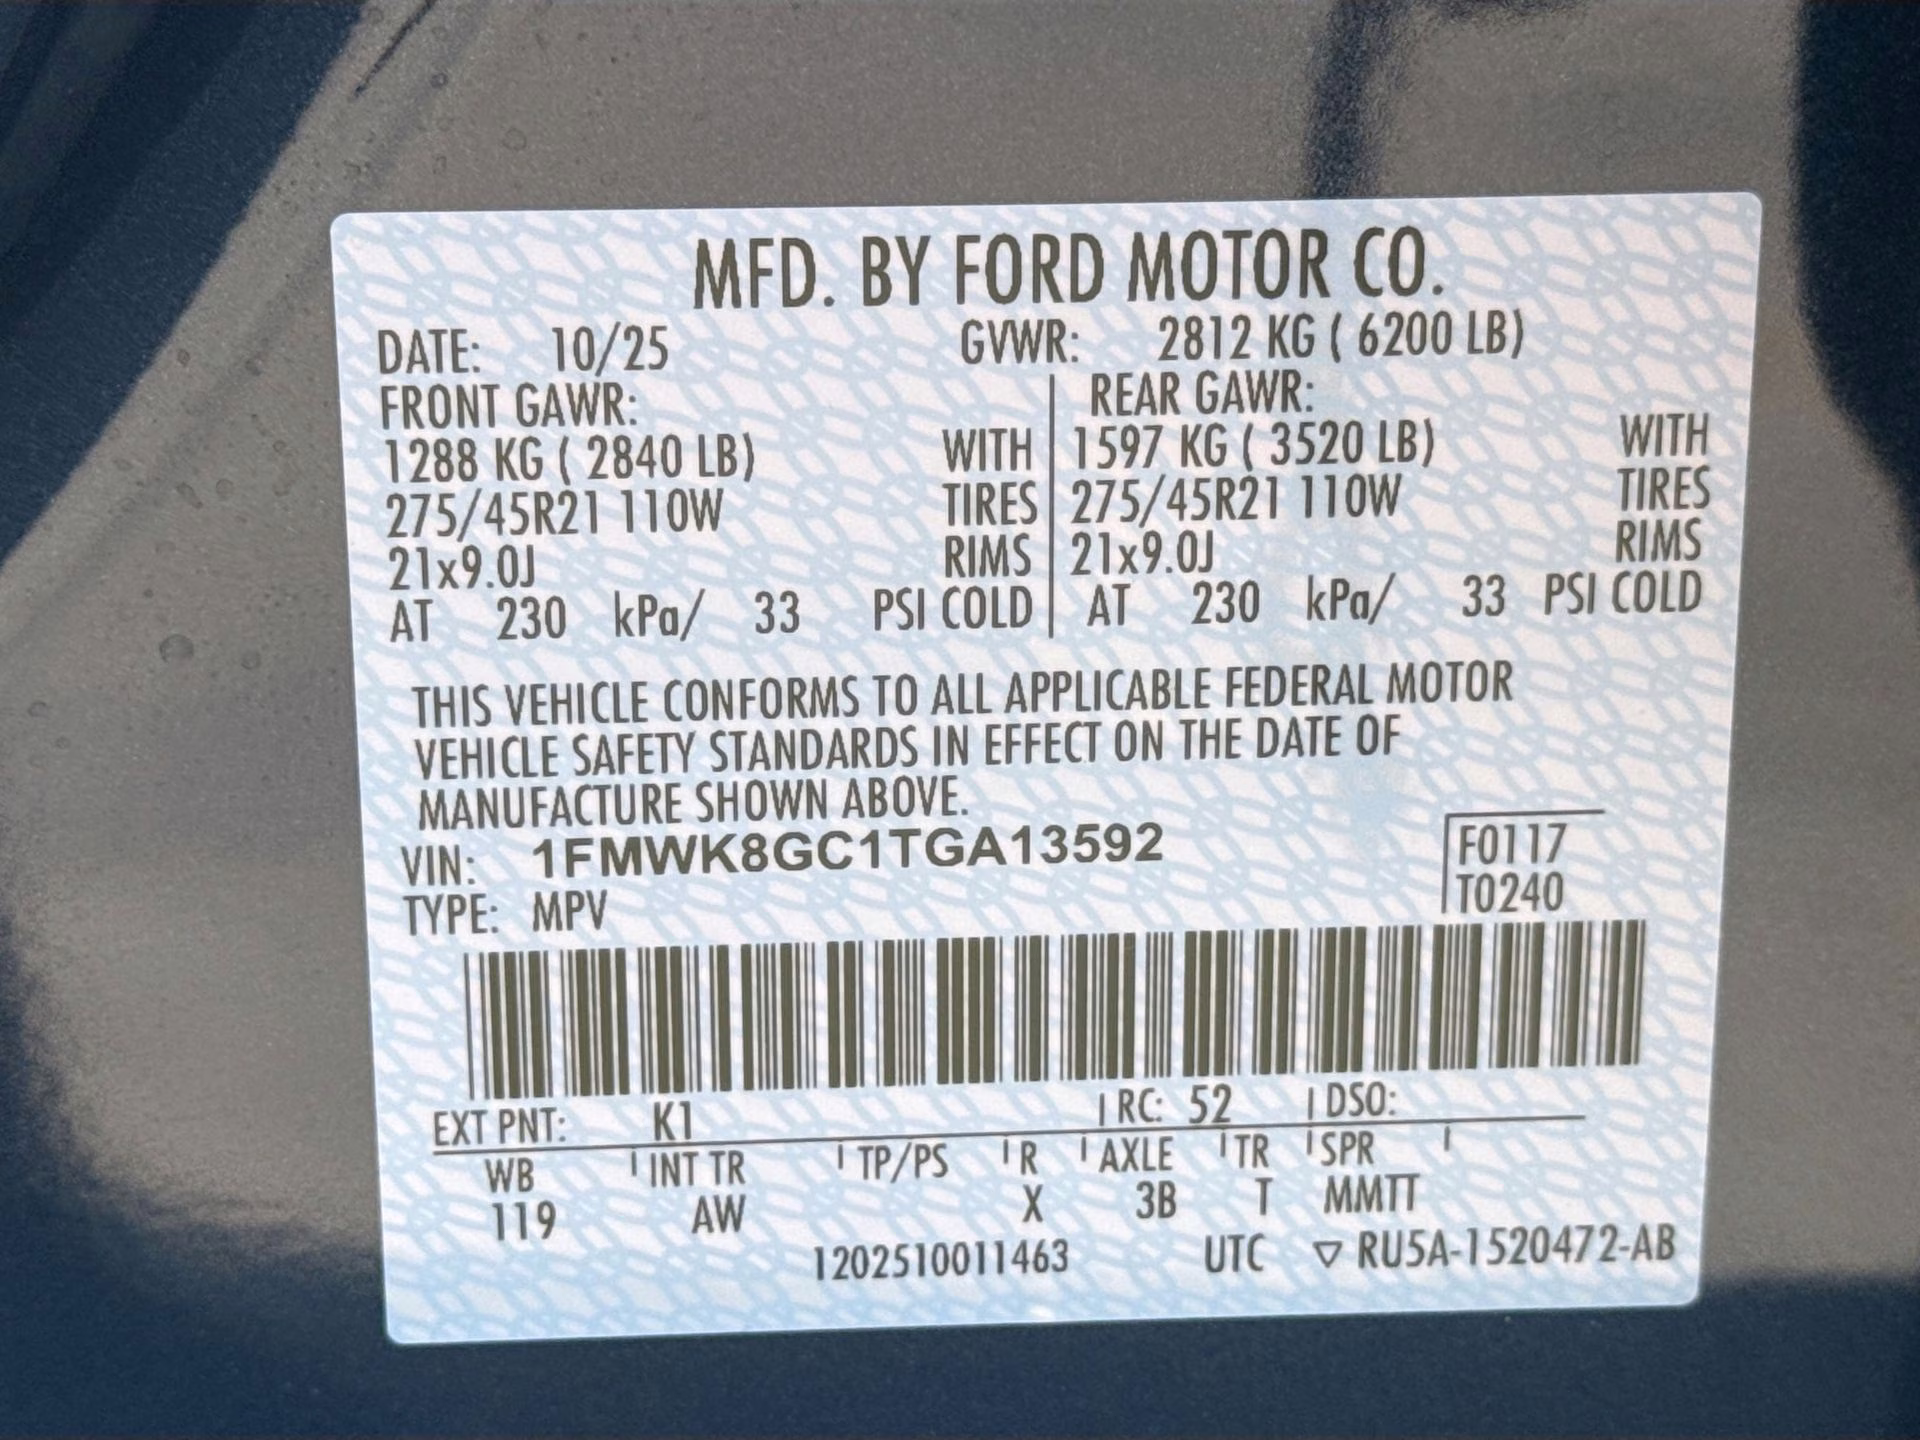 MFD. BY FORD MOTOR CO.
DATE: 10/25 GVWR: 2812 KG ( 6200 LB)
FRONT GAWR: REAR GAWR:
1288 KG ( 2840 LB) WITH 1597 KG ( 3520 LB) WITH
275/45R21 110W TIRES 275/45R21 110W TIRES
21x9.0J RIMS 21x9.0J RIMS
AT 230 kPa/ 33 PSI COLD AT 230 kPa/ 33 PSI COLD
THIS VEHICLE CONFORMS TO ALL APPLICABLE FEDERAL MOTOR
VEHICLE SAFETY STANDARDS IN EFFECT ON THE DATE OF
MANUFACTURE SHOWN ABOVE.
VIN: 1FMWK8GC1TGA13592 F0117
TYPE: MPV T0240
EXT PNT: K1 RC: 52 DSO:
WB INT TR TP/PS R AXLE TR SPR
119 AW X 3B T MMTT
1202510011463 UTC ▽ RU5A-1520472-AB